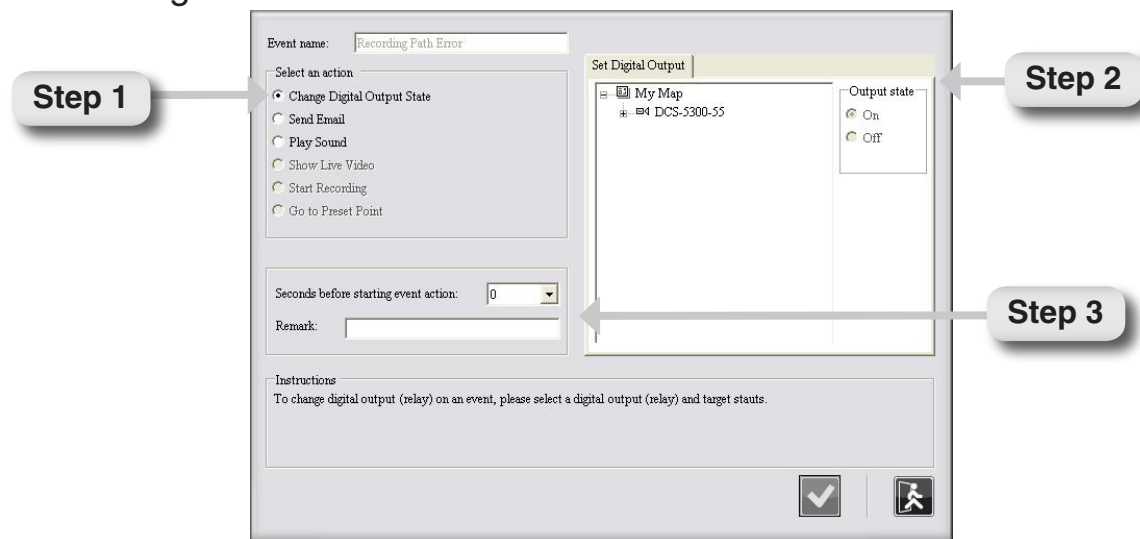 Event name: Recording Path Error
Select an action
Change Digital Output State
Send Email
Play Sound
Show Live Video
Start Recording
Go to Preset Point
Seconds before starting event action: 0
Remark:
Set Digital Output
My Map
DCS-5300-55
Output state
On
Off
Instructions
To change digital output (relay) on an event, please select a digital output (relay) and target stauts.
Step 1
Step 2
Step 3